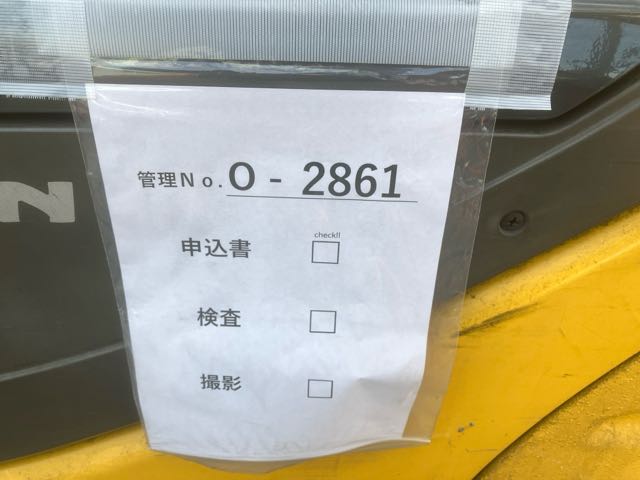 管理No. O - 2861
check!!
申込書 □
検査 □
撮影 □
N